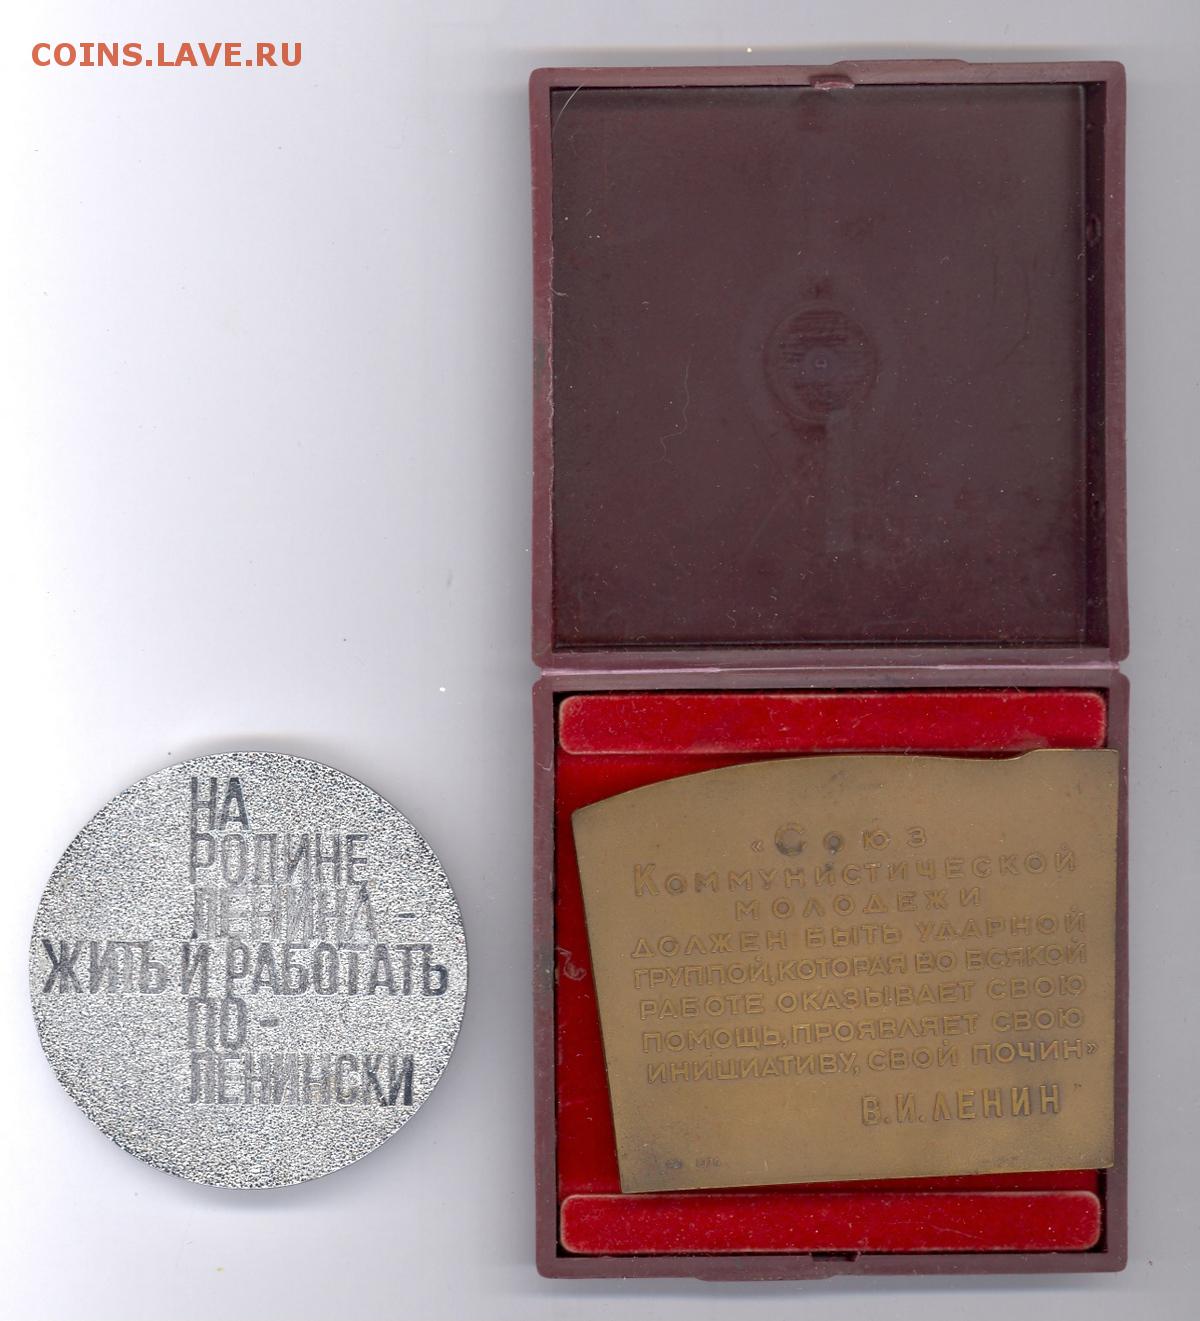 COINS.LAVE.RU
НА
РОДИНЕ
ЛЕНИНА -
ЖИТЬ И РАБОТАТЬ
ПО -
ЛЕНИНСКИ
«Союз
Коммунистической
молодежи
должен быть ударной
группой, которая во всякой
работе оказывает свою
помощь, проявляет свою
инициативу, свой почин»
В. И. ЛЕНИН